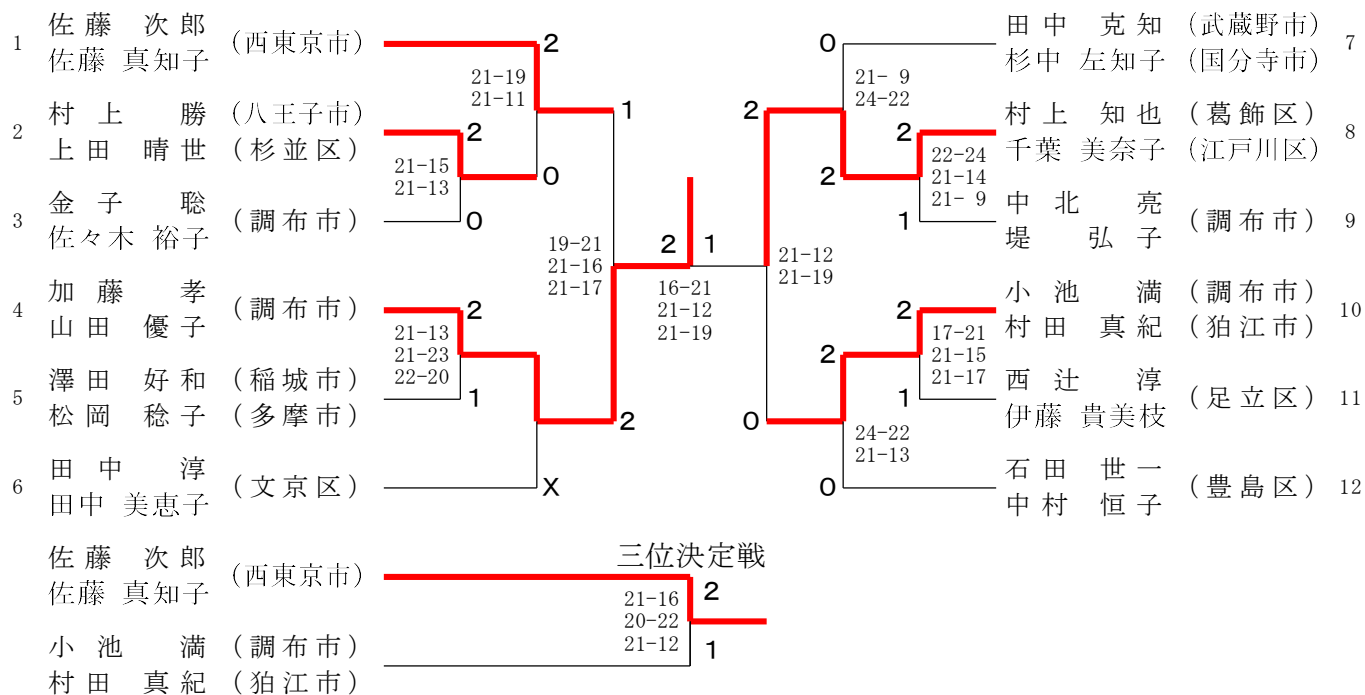 1 佐藤 次郎 (西東京市)
佐藤 真知子
2
21-19
21-11
1
2 村上 勝 (八王子市)
上田 晴世 (杉並区)
2
21-15
21-13
0
3 金子 聡 (調布市)
佐々木 裕子
0
19-21
21-16
21-17
4 加藤 孝 (調布市)
山田 優子
2
21-13
21-23
22-20
5 澤田 好和 (稲城市)
松岡 稔子 (多摩市)
1
2
6 田中 淳 (文京区)
田中 美恵子
X
2 1
16-21
21-12
21-19
田中 克知 (武蔵野市) 7
杉中 左知子 (国分寺市)
0
21- 9
24-22
2
村上 知也 (葛飾区) 8
千葉 美奈子 (江戸川区)
2
22-24
21-14
21- 9
2
中北 亮 (調布市) 9
堤 弘子
1
21-12
21-19
小池 満 (調布市) 10
村田 真紀 (狛江市)
2
17-21
21-15
21-17
2
西辻 淳 (足立区) 11
伊藤 貴美枝
1
0
24-22
21-13
石田 世一 (豊島区) 12
中村 恒子
0
三位決定戦
佐藤 次郎 (西東京市)
佐藤 真知子
2
21-16
20-22
21-12
小池 満 (調布市)
村田 真紀 (狛江市)
1